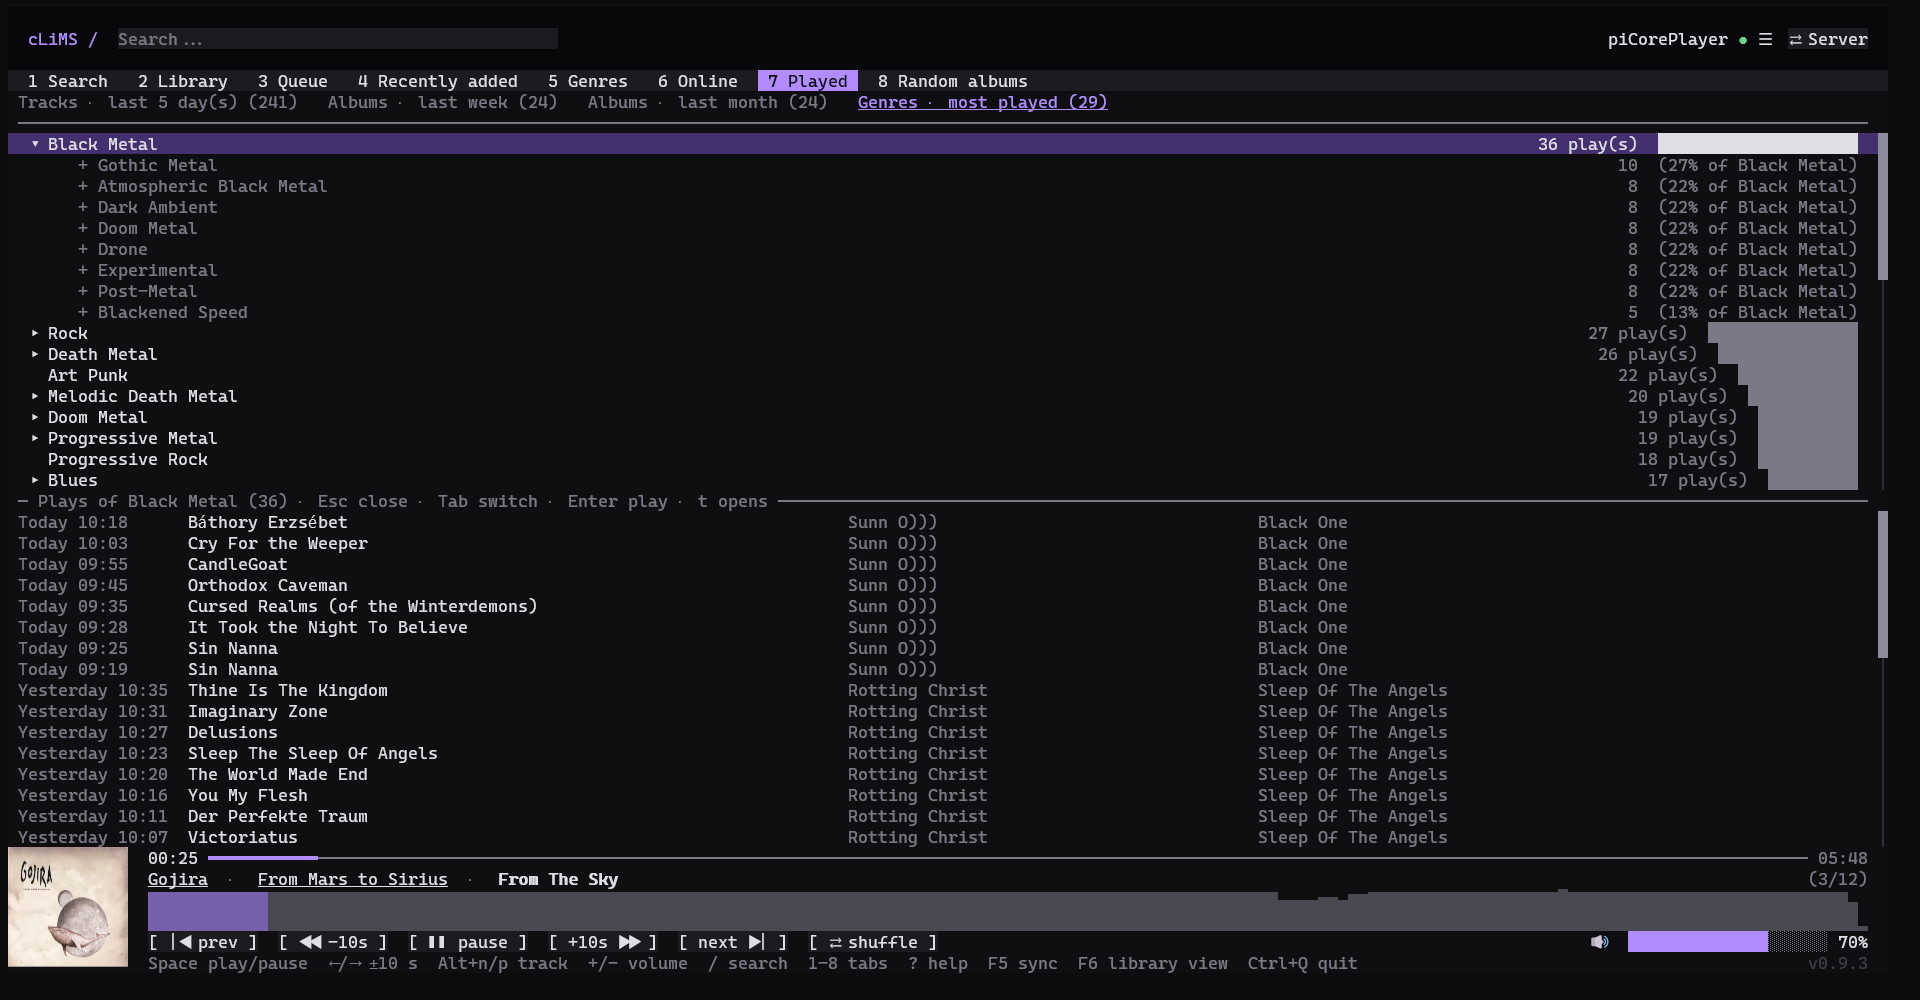 cLiMS / Search ... piCorePlayer ● ☰ ⇄ Server
1 Search 2 Library 3 Queue 4 Recently added 5 Genres 6 Online 7 Played 8 Random albums
Tracks · last 5 day(s) (241) Albums · last week (24) Albums · last month (24) Genres · most played (29)
▾ Black Metal 36 play(s)
+ Gothic Metal 10 (27% of Black Metal)
+ Atmospheric Black Metal 8 (22% of Black Metal)
+ Dark Ambient 8 (22% of Black Metal)
+ Doom Metal 8 (22% of Black Metal)
+ Drone 8 (22% of Black Metal)
+ Experimental 8 (22% of Black Metal)
+ Post-Metal 8 (22% of Black Metal)
+ Blackened Speed 5 (13% of Black Metal)
▸ Rock 27 play(s)
▸ Death Metal 26 play(s)
Art Punk 22 play(s)
▸ Melodic Death Metal 20 play(s)
▸ Doom Metal 19 play(s)
▸ Progressive Metal 19 play(s)
Progressive Rock 18 play(s)
▸ Blues 17 play(s)
─ Plays of Black Metal (36) · Esc close · Tab switch · Enter play · t opens
Today 10:18 Báthory Erzsébet Sunn O))) Black One
Today 10:03 Cry For the Weeper Sunn O))) Black One
Today 09:55 CandleGoat Sunn O))) Black One
Today 09:45 Orthodox Caveman Sunn O))) Black One
Today 09:35 Cursed Realms (of the Winterdemons) Sunn O))) Black One
Today 09:28 It Took the Night To Believe Sunn O))) Black One
Today 09:25 Sin Nanna Sunn O))) Black One
Today 09:19 Sin Nanna Sunn O))) Black One
Yesterday 10:35 Thine Is The Kingdom Rotting Christ Sleep Of The Angels
Yesterday 10:31 Imaginary Zone Rotting Christ Sleep Of The Angels
Yesterday 10:27 Delusions Rotting Christ Sleep Of The Angels
Yesterday 10:23 Sleep The Sleep Of Angels Rotting Christ Sleep Of The Angels
Yesterday 10:20 The World Made End Rotting Christ Sleep Of The Angels
Yesterday 10:16 You My Flesh Rotting Christ Sleep Of The Angels
Yesterday 10:11 Der Perfekte Traum Rotting Christ Sleep Of The Angels
Yesterday 10:07 Victoriatus Rotting Christ Sleep Of The Angels
GOJIRA
00:25 05:48
Gojira · From Mars to Sirius · From The Sky (3/12)
[ |◀ prev ] [ ◀◀ -10s ] [ ▮▮ pause ] [ +10s ▶▶ ] [ next ▶| ] [ ⇄ shuffle ] 🔊 70%
Space play/pause ←/→ ±10 s Alt+n/p track +/- volume / search 1-8 tabs ? help F5 sync F6 library view Ctrl+Q quit v0.9.3